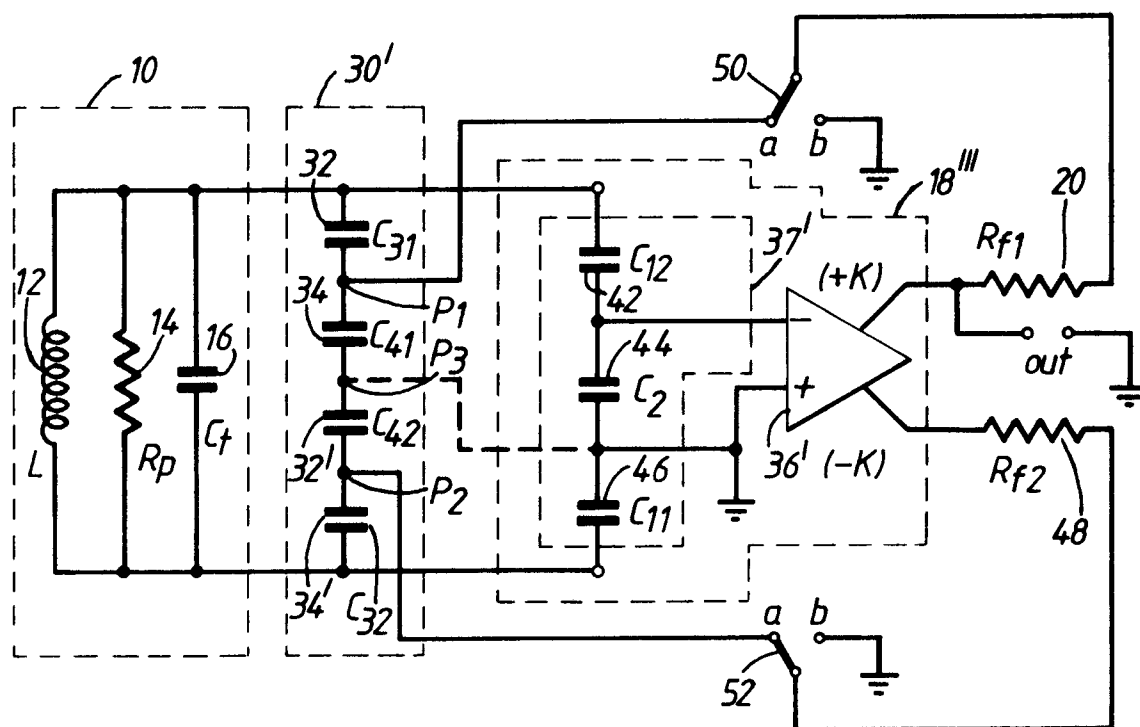 10
30'
50
a
b
18'''
32
C31
P1
37'
C12
42
(+K)
Rf1
20
12
14
16
34
C41
P3
44
C2
−
+
out
L
Rp
Ct
32'
C42
P2
46
C11
36'
(-K)
Rf2
48
34'
C32
a
b
52